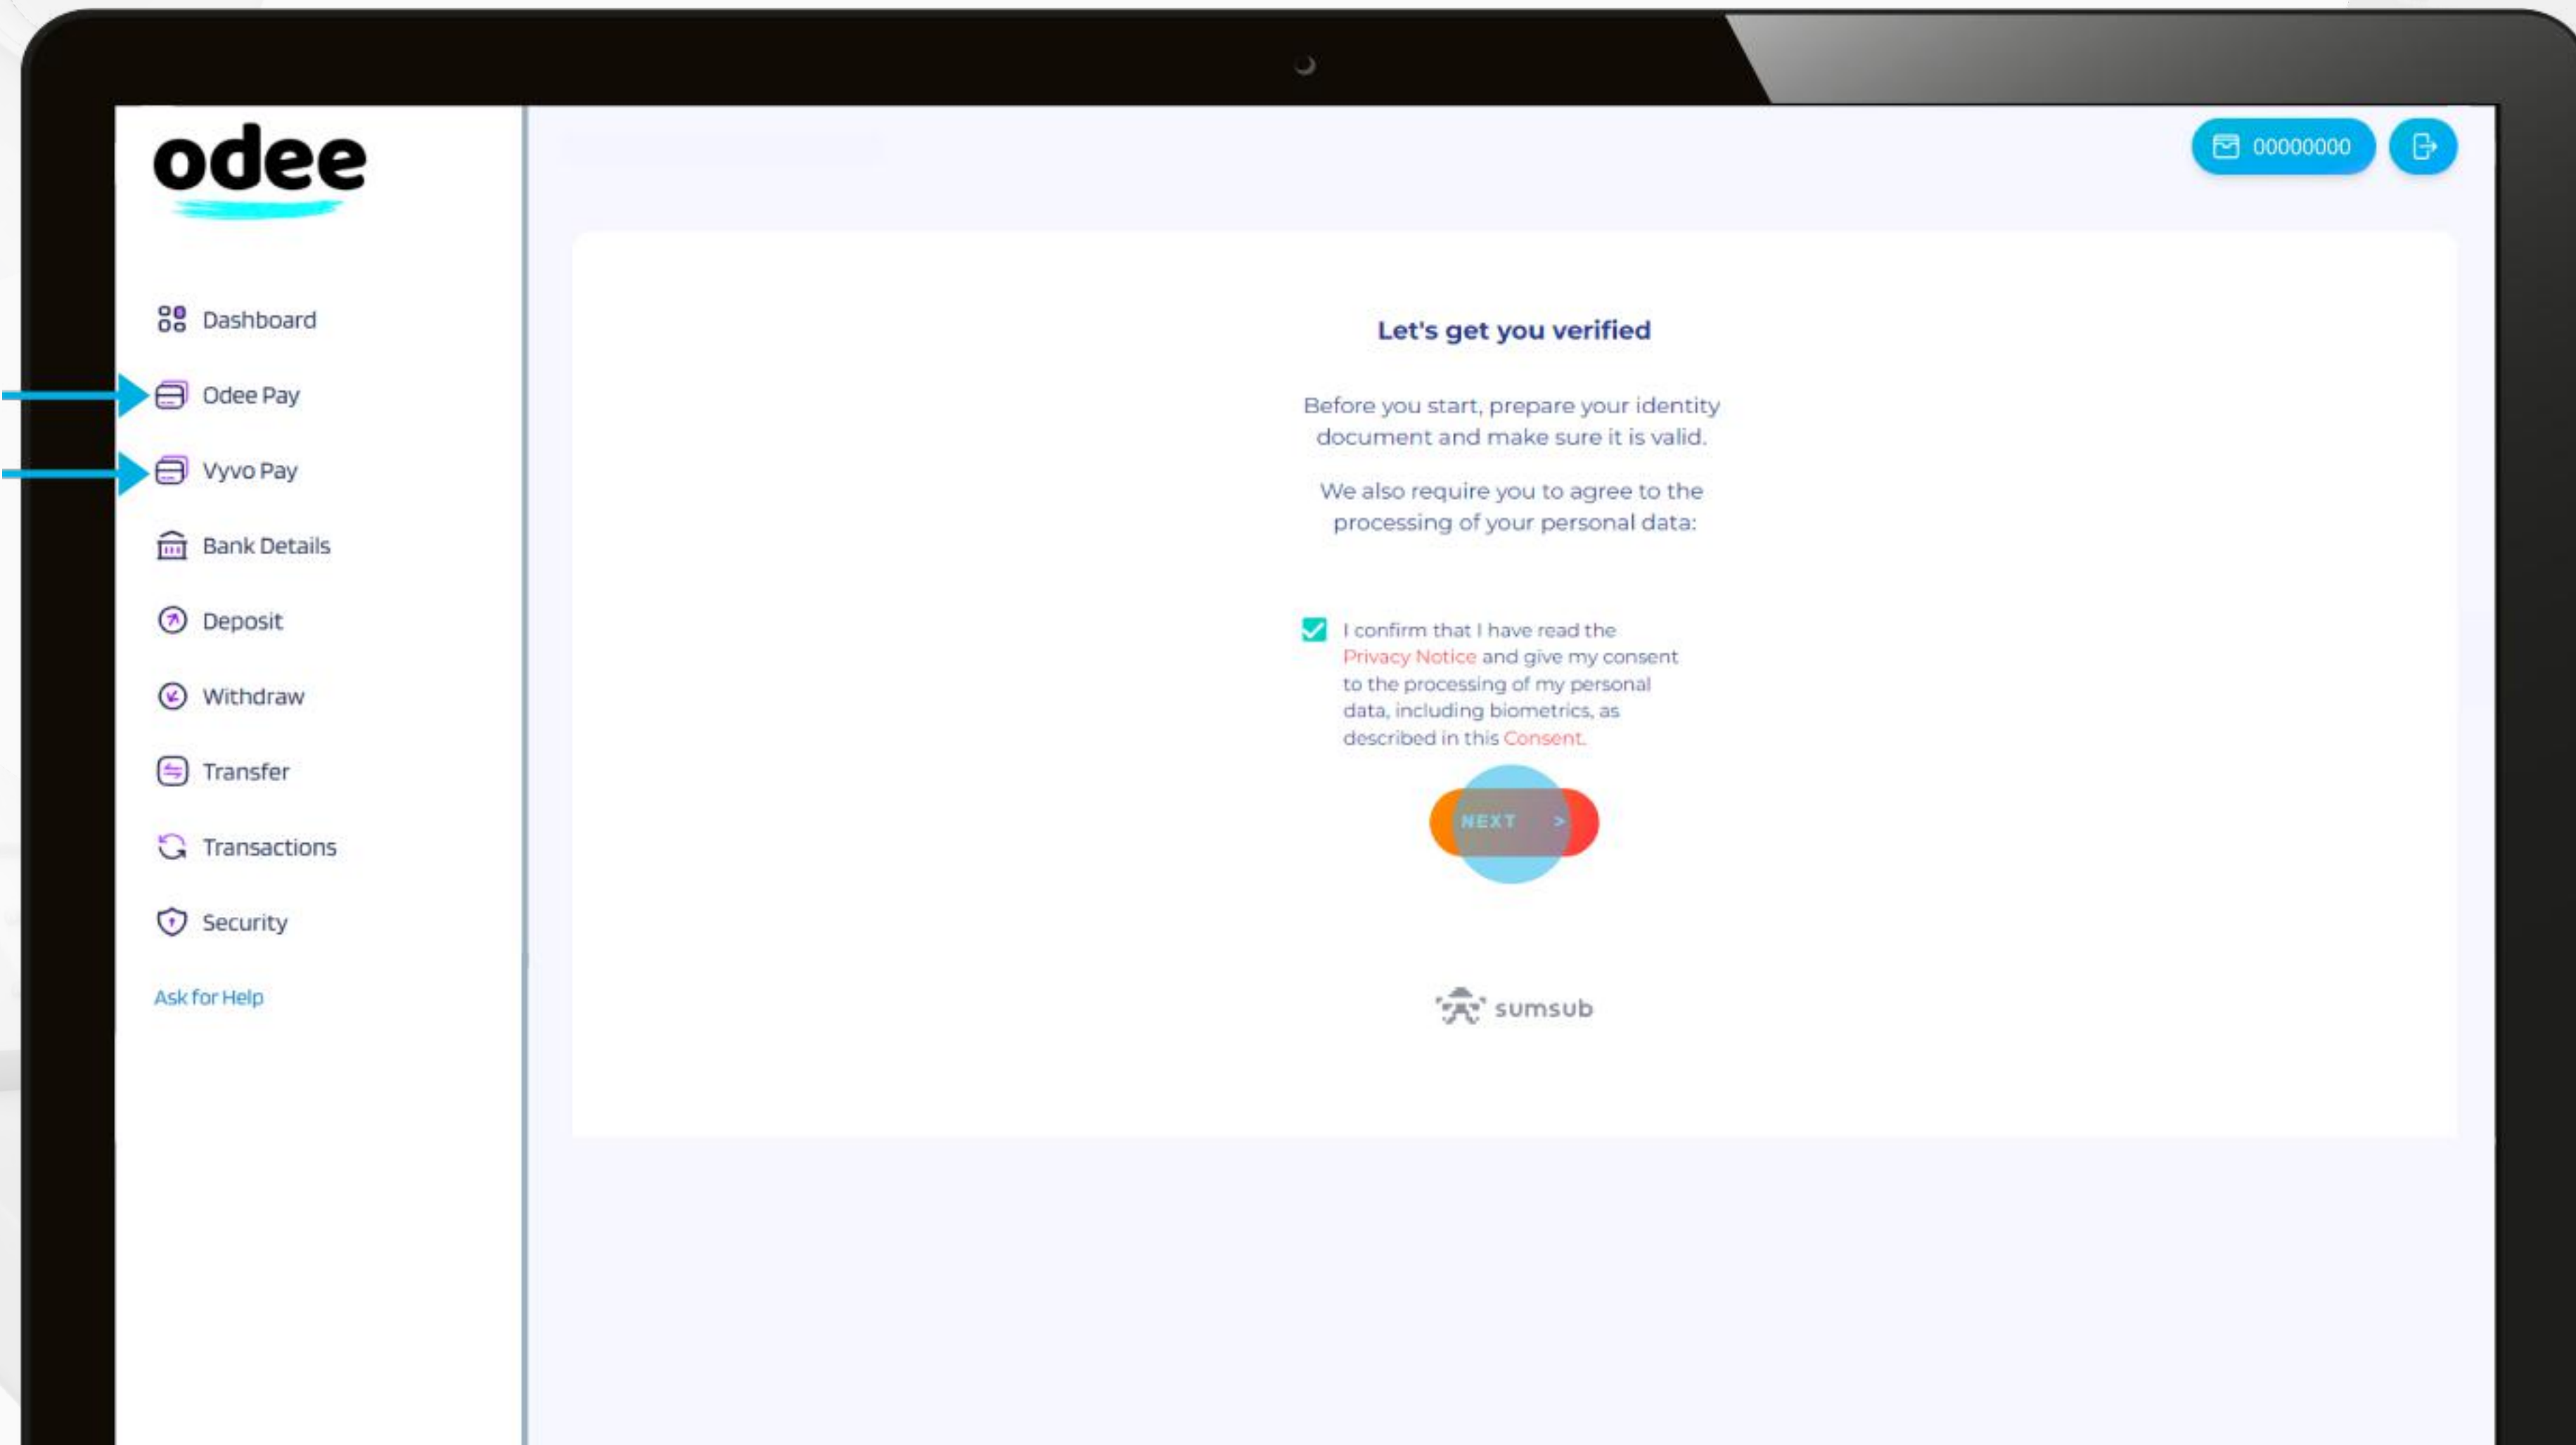 odee
00000000
Dashboard
Odee Pay
Vyvo Pay
Bank Details
Deposit
Withdraw
Transfer
Transactions
Security
Ask for Help
Let's get you verified
Before you start, prepare your identity
document and make sure it is valid.
We also require you to agree to the
processing of your personal data:
I confirm that I have read the
Privacy Notice and give my consent
to the processing of my personal
data, including biometrics, as
described in this Consent.
NEXT >
sumsub